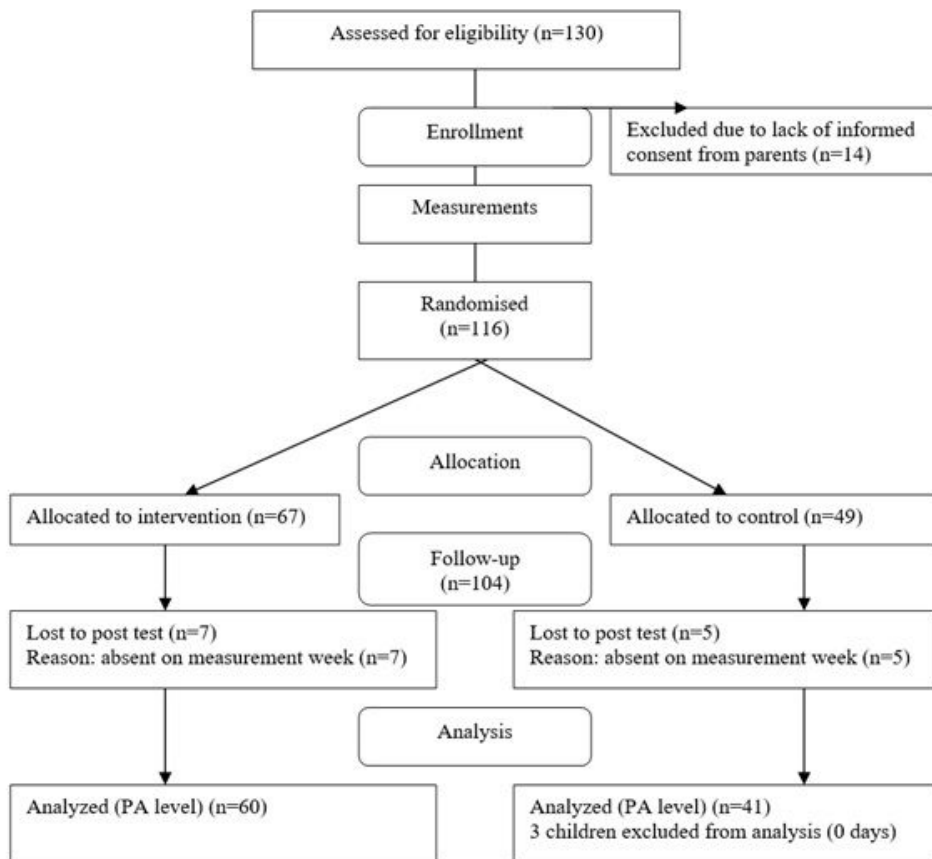 Assessed for eligibility (n=130)
Enrollment
Excluded due to lack of informed
consent from parents (n=14)
Measurements
Randomised
(n=116)
Allocation
Allocated to intervention (n=67)
Allocated to control (n=49)
Follow-up
(n=104)
Lost to post test (n=7)
Reason: absent on measurement week (n=7)
Lost to post test (n=5)
Reason: absent on measurement week (n=5)
Analysis
Analyzed (PA level) (n=60)
Analyzed (PA level) (n=41)
3 children excluded from analysis (0 days)